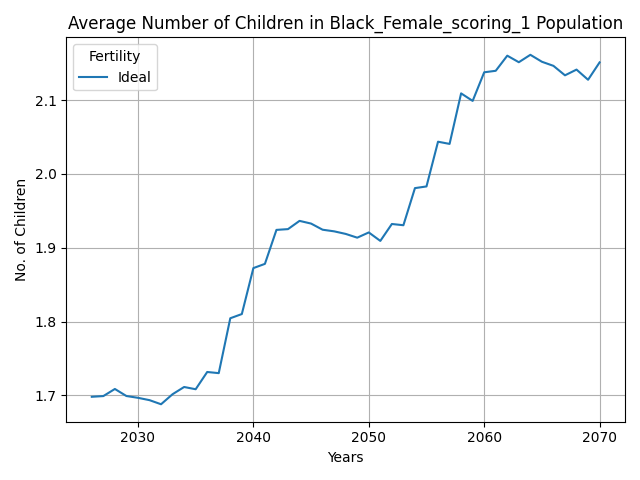 Average Number of Children in Black_Female_scoring_1 Population
Fertility
Ideal
No. of Children
2.1
2.0
1.9
1.8
1.7
2030 2040 2050 2060 2070
Years